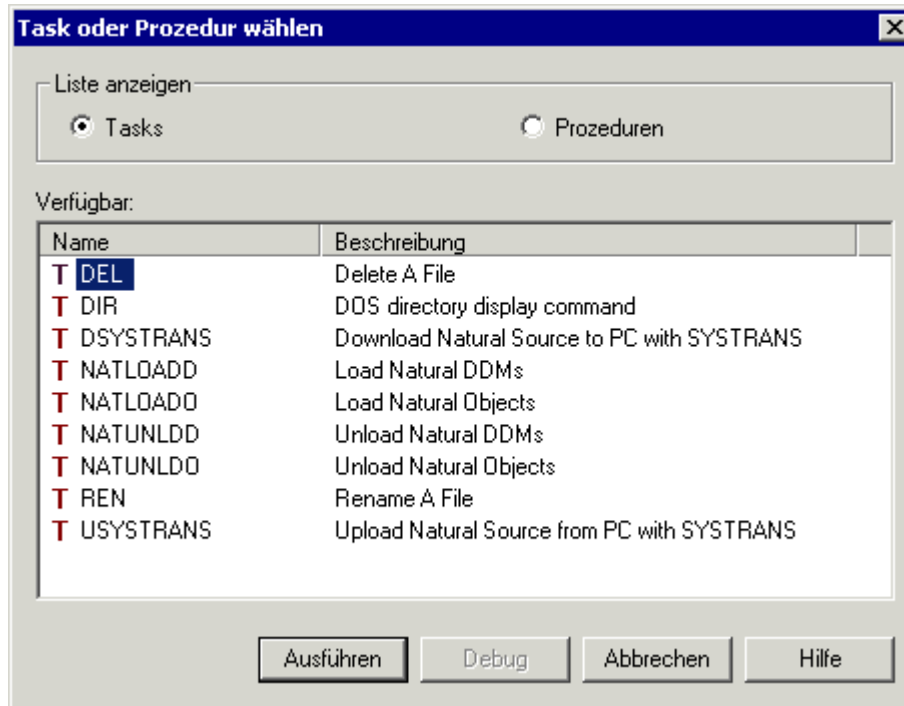 Task oder Prozedur wählen
Liste anzeigen
Tasks Prozeduren
Verfügbar:
Name Beschreibung
T DEL Delete A File
T DIR DOS directory display command
T DSYSTRANS Download Natural Source to PC with SYSTRANS
T NATLOADD Load Natural DDMs
T NATLOADO Load Natural Objects
T NATUNLDD Unload Natural DDMs
T NATUNLDO Unload Natural Objects
T REN Rename A File
T USYSTRANS Upload Natural Source from PC with SYSTRANS
Ausführen Debug Abbrechen Hilfe